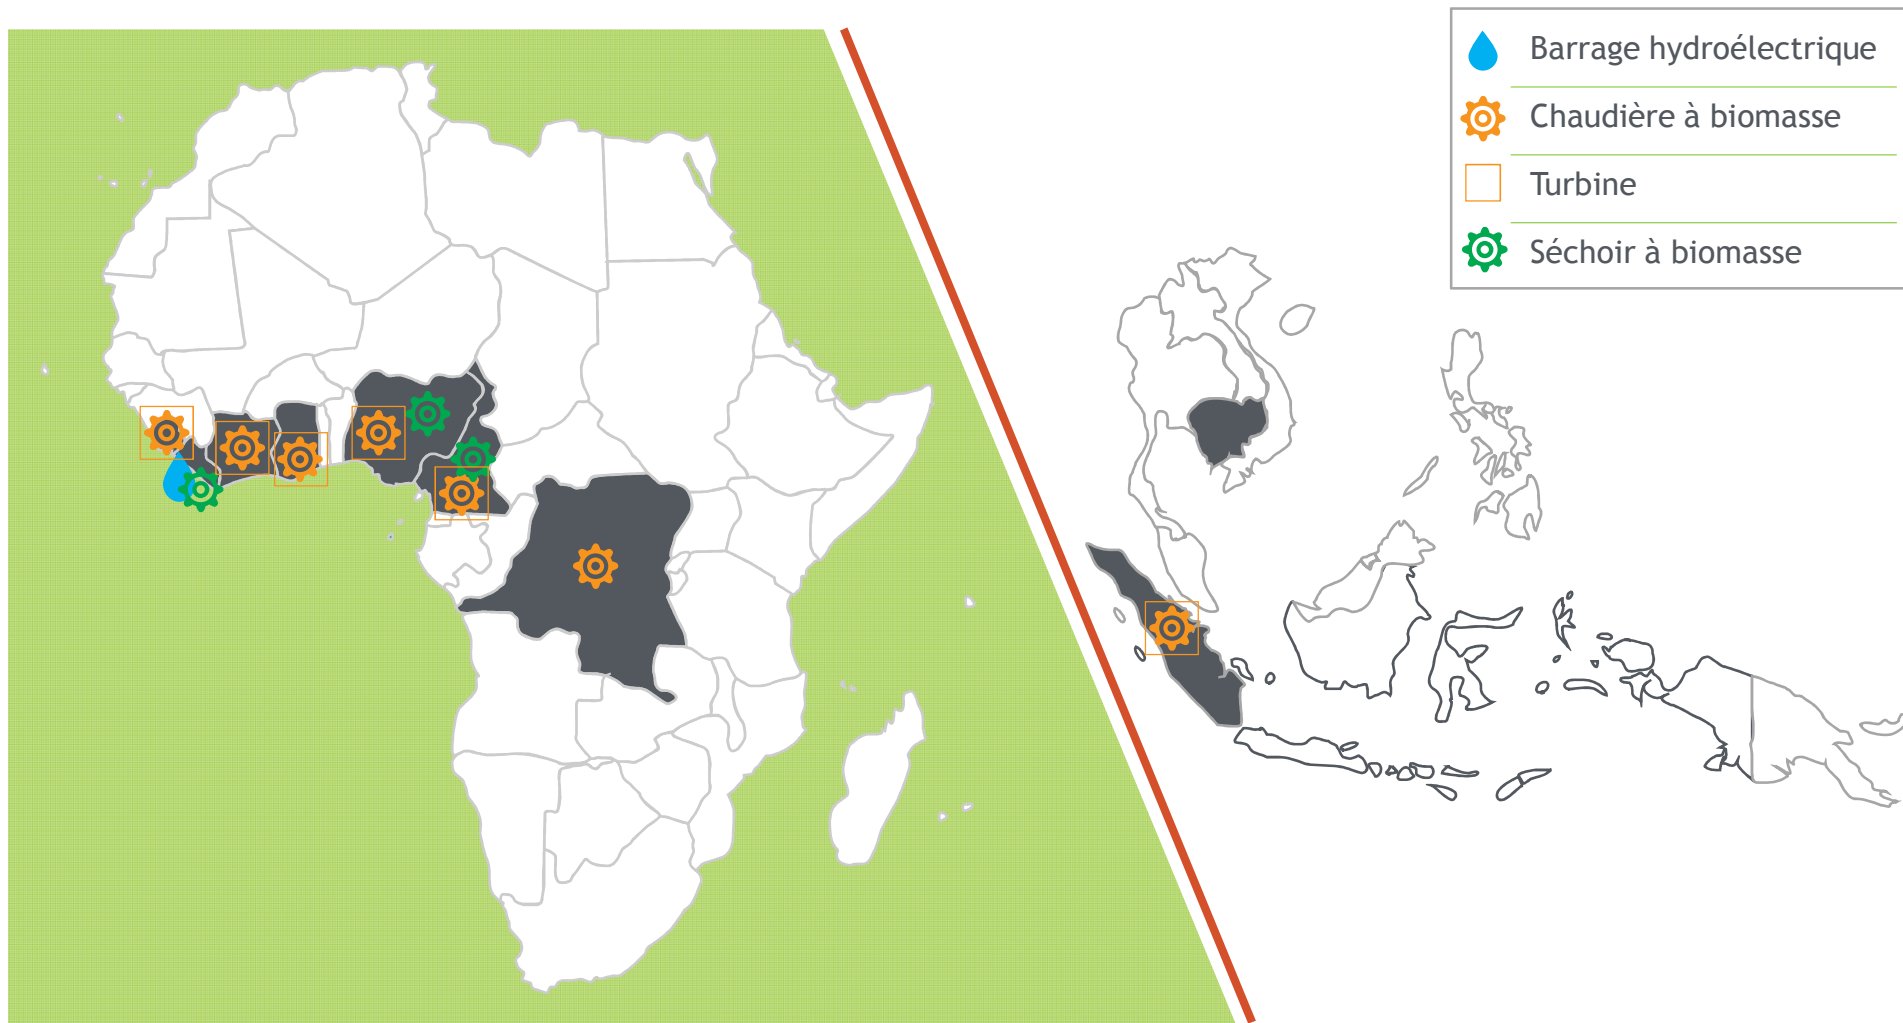 Barrage hydroélectrique
Chaudière à biomasse
Turbine
Séchoir à biomasse